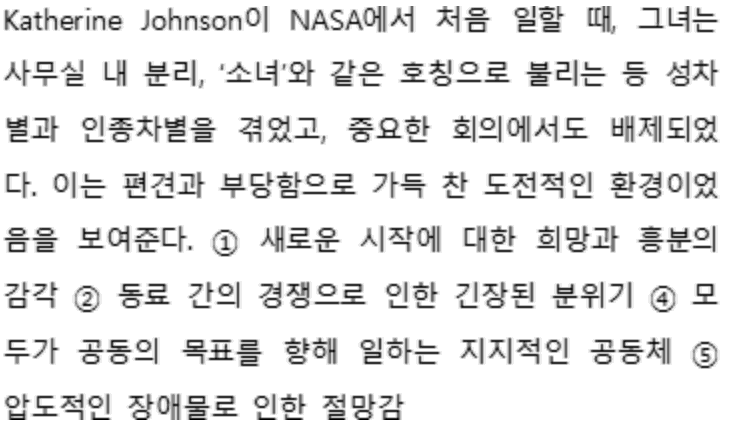 Katherine Johnson이 NASA에서 처음 일할 때, 그녀는
사무실 내 분리, '소녀'와 같은 호칭으로 불리는 등 성차
별과 인종차별을 겪었고, 중요한 회의에서도 배제되었
다. 이는 편견과 부당함으로 가득 찬 도전적인 환경이었
음을 보여준다. ① 새로운 시작에 대한 희망과 흥분의
감각 ② 동료 간의 경쟁으로 인한 긴장된 분위기 ④ 모
두가 공동의 목표를 향해 일하는 지지적인 공동체 ⑤
압도적인 장애물로 인한 절망감